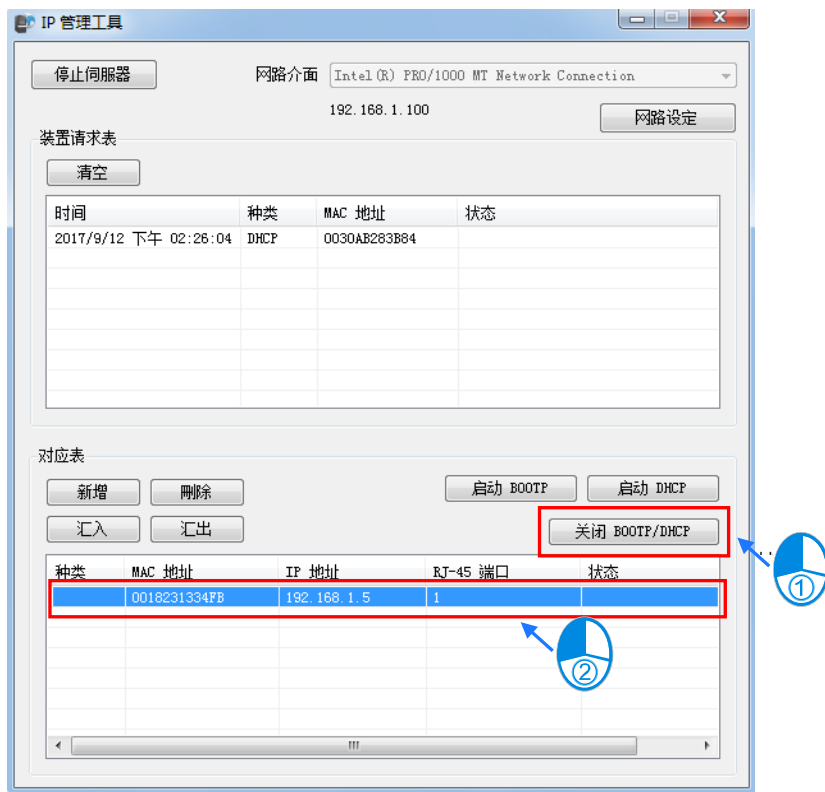 IP 管理工具
停止伺服器 网路介面 Intel(R) PRO/1000 MT Network Connection
192.168.1.100
网路设定
装置请求表
清空
时间 种类 MAC 地址 状态
2017/9/12 下午 02:26:04 DHCP 0030AB283B84
对应表
新增 删除 启动 BOOTP 启动 DHCP
汇入 汇出 关闭 BOOTP/DHCP
种类 MAC 地址 IP 地址 RJ-45 端口 状态
0018231334FB 192.168.1.5 1
①
②